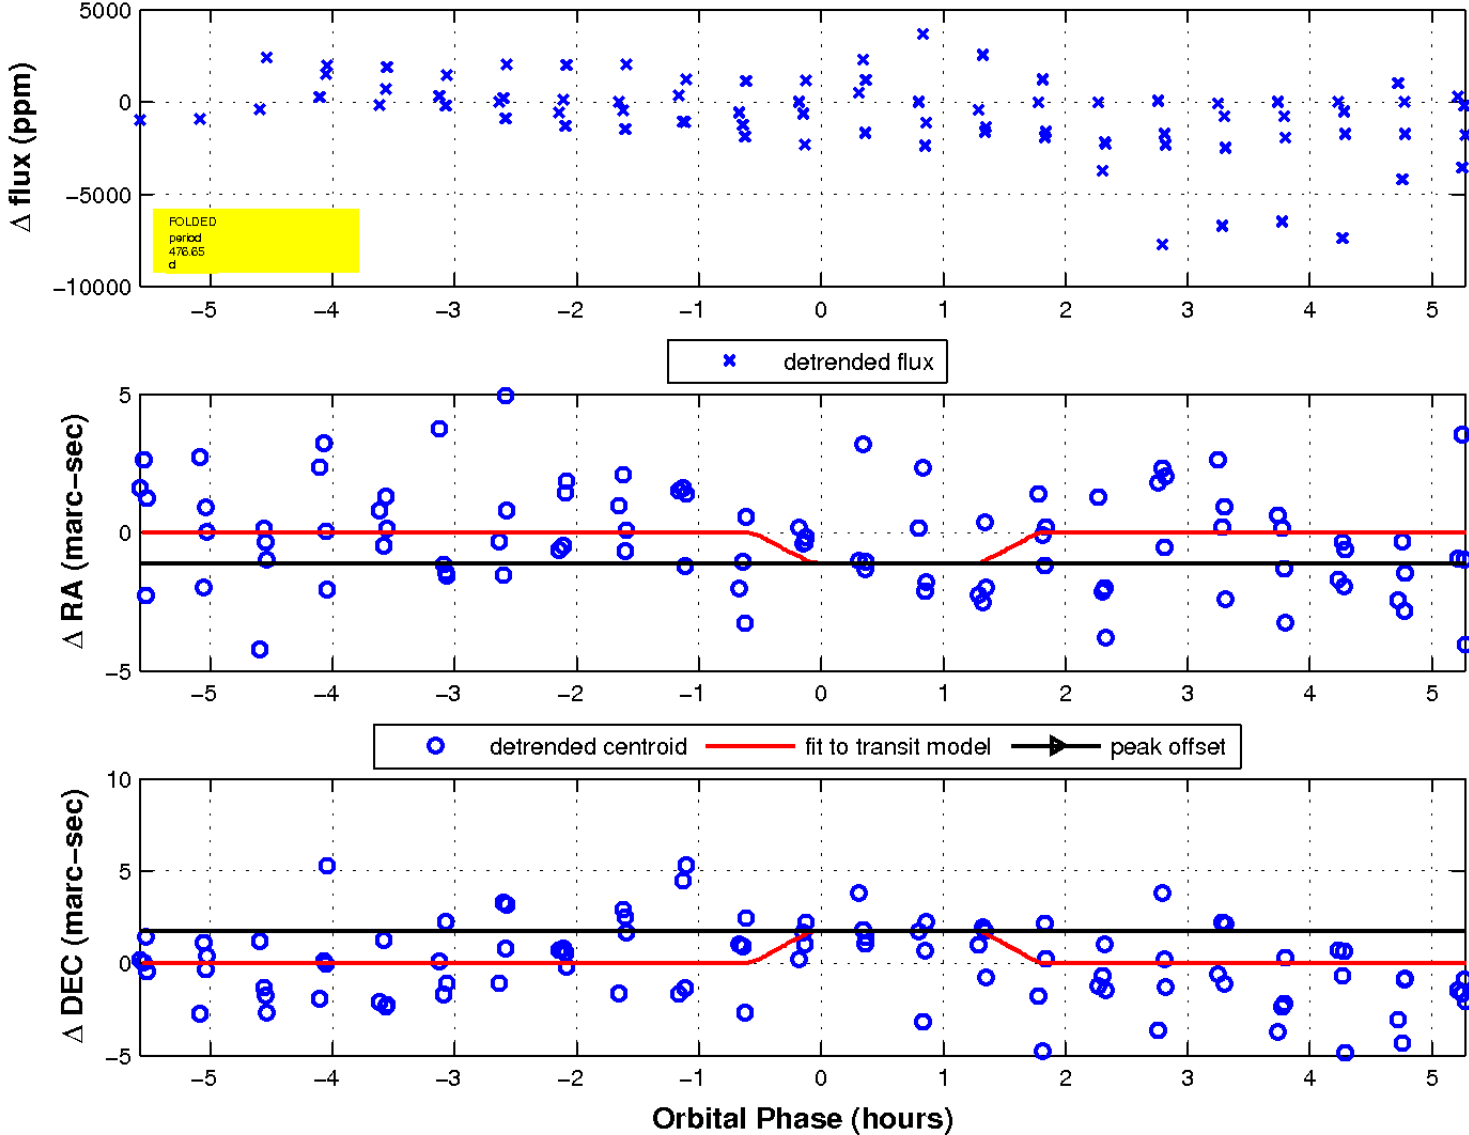 5000
0
−5000
−10000
Δ flux (ppm)
FOLDED
period
476.65
d
−5 −4 −3 −2 −1 0 1 2 3 4 5
detrended flux
5
0
−5
Δ RA (marc−sec)
−5 −4 −3 −2 −1 0 1 2 3 4 5
detrended centroid fit to transit model peak offset
10
5
0
−5
Δ DEC (marc−sec)
−5 −4 −3 −2 −1 0 1 2 3 4 5
Orbital Phase (hours)